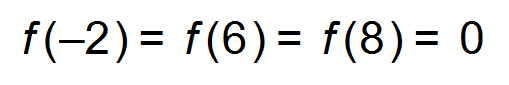 f(–2) = f(6) = f(8) = 0